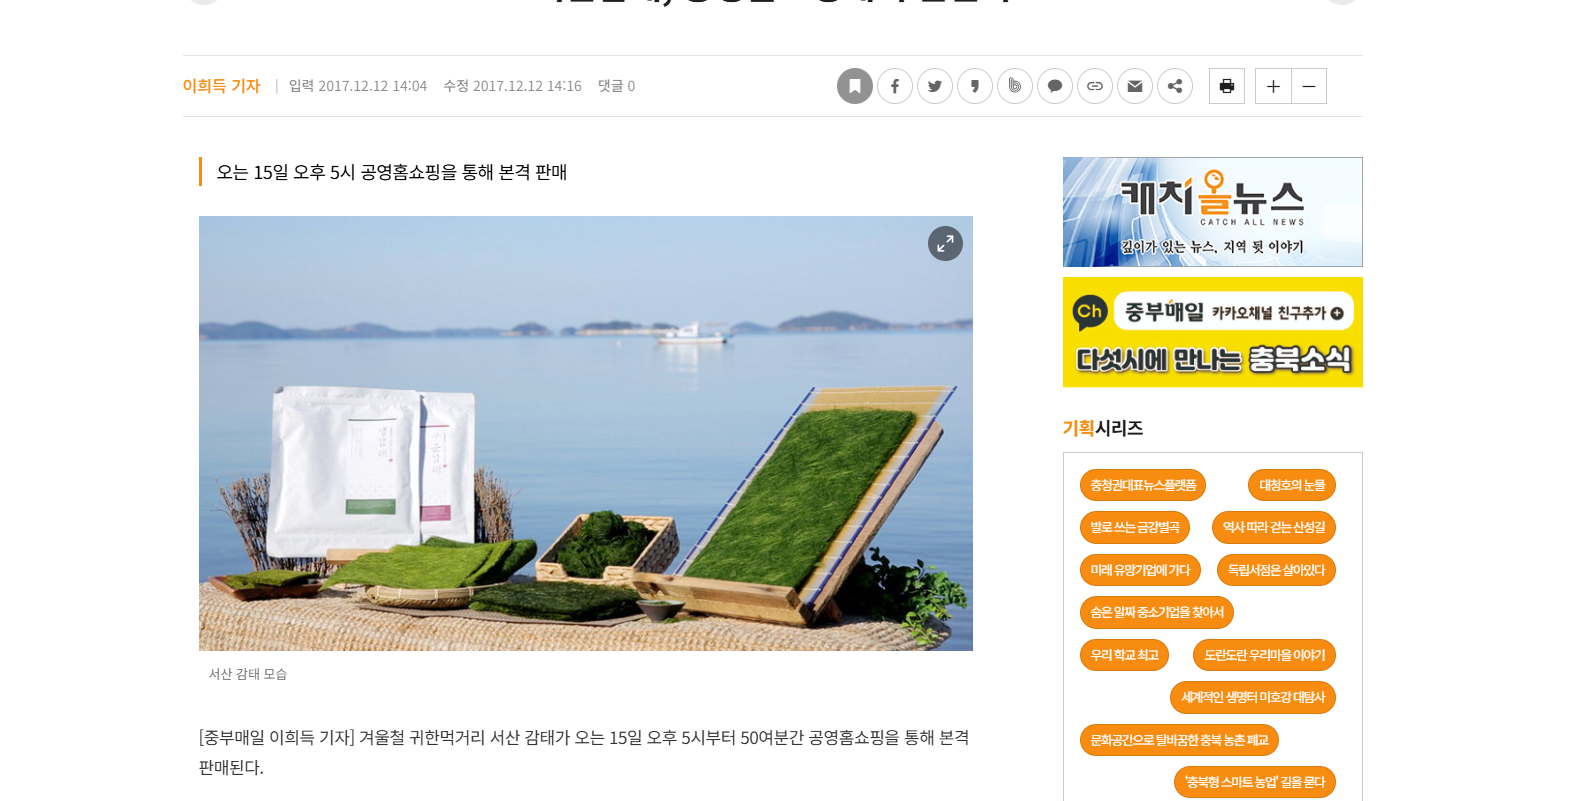 이희득 기자 | 입력 2017.12.12 14:04 수정 2017.12.12 14:16 댓글 0
오는 15일 오후 5시 공영홈쇼핑을 통해 본격 판매
캐치올뉴스
CATCH ALL NEWS
깊이가 있는 뉴스, 지역 뒷 이야기
Ch 중부매일 카카오채널 친구추가
다섯시에 만나는 충북소식
기획시리즈
충청권대표뉴스플랫폼 대청호의 눈물
발로 쓰는 금강별곡 역사 따라 걷는 산성길
미래 유망기업에 가다 독립서점은 살아있다
숨은 알짜 중소기업을 찾아서
우리 학교 최고 도란도란 우리마을 이야기
세계적인 생명터 미호강 대탐사
문화공간으로 탈바꿈한 충북 농촌 폐교
'충북형 스마트 농업' 길을 묻다
서산 감태 모습
[중부매일 이희득 기자] 겨울철 귀한먹거리 서산 감태가 오는 15일 오후 5시부터 50여분간 공영홈쇼핑을 통해 본격
판매된다.